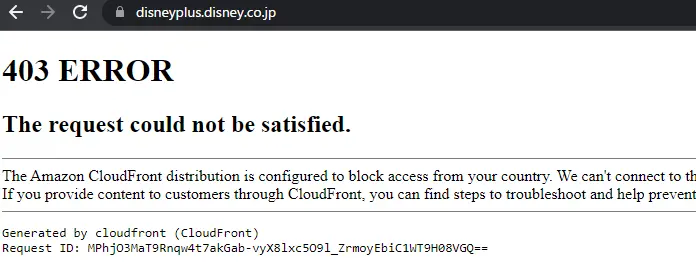 disneyplus.disney.co.jp
403 ERROR
The request could not be satisfied.
The Amazon CloudFront distribution is configured to block access from your country. We can't connect to th
If you provide content to customers through CloudFront, you can find steps to troubleshoot and help prevent
Generated by cloudfront (CloudFront)
Request ID: MPhjO3MaT9Rnqw4t7akGab-vyX8lxc5O9l_ZrmoyEbiC1WT9H08VGQ==